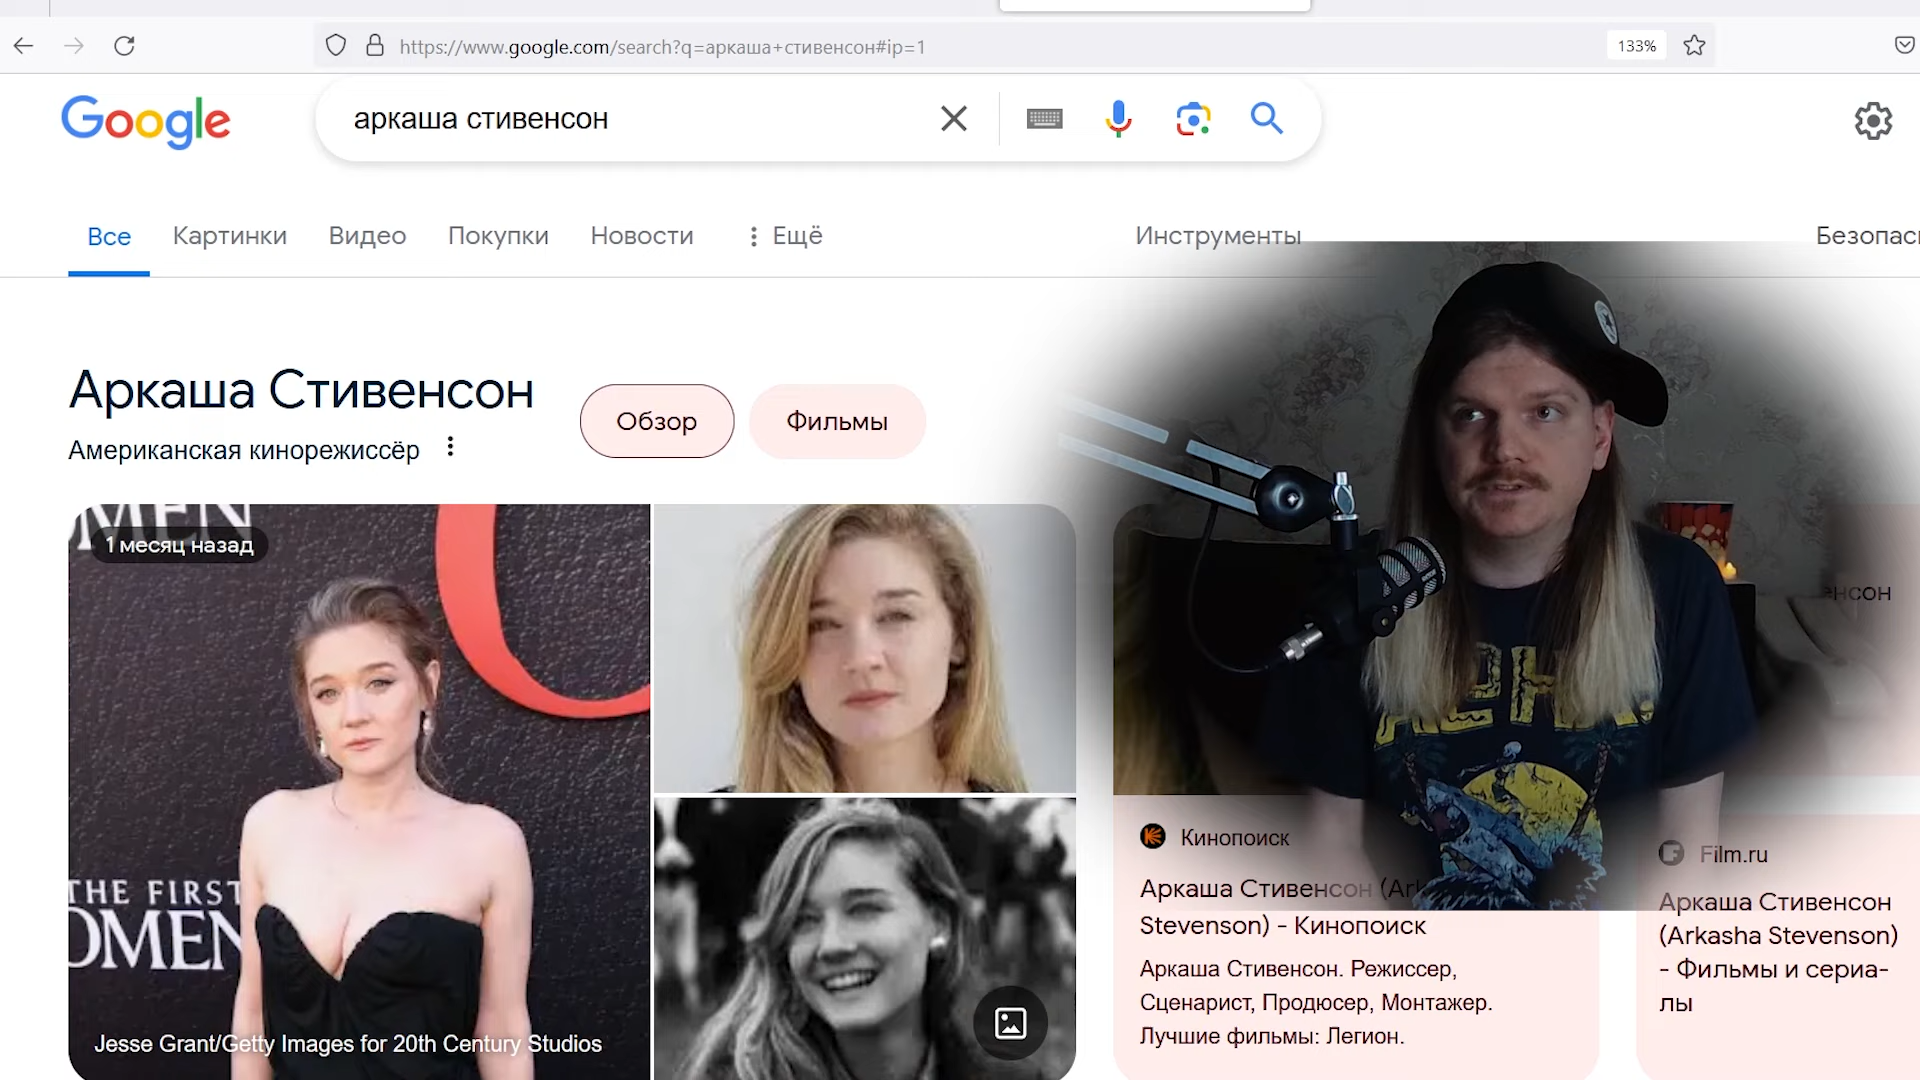 https://www.google.com/search?q=аркаша+стивенсон#ip=1
133%
Google
аркаша стивенсон
Все
Картинки
Видео
Покупки
Новости
Ещё
Инструменты
Аркаша Стивенсон
Американская кинорежиссёр
Обзор
Фильмы
OMEN
1 месяц назад
THE FIRST
OMEN
Jesse Grant/Getty Images for 20th Century Studios
Кинопоиск
Аркаша Стивенсон
Stevenson) - Кинопоиск
Аркаша Стивенсон. Режиссер,
Сценарист, Продюсер, Монтажер.
Лучшие фильмы: Легион.
Film.ru
Аркаша Стивенсон
(Arkasha Stevenson)
- Фильмы и сериа-
лы